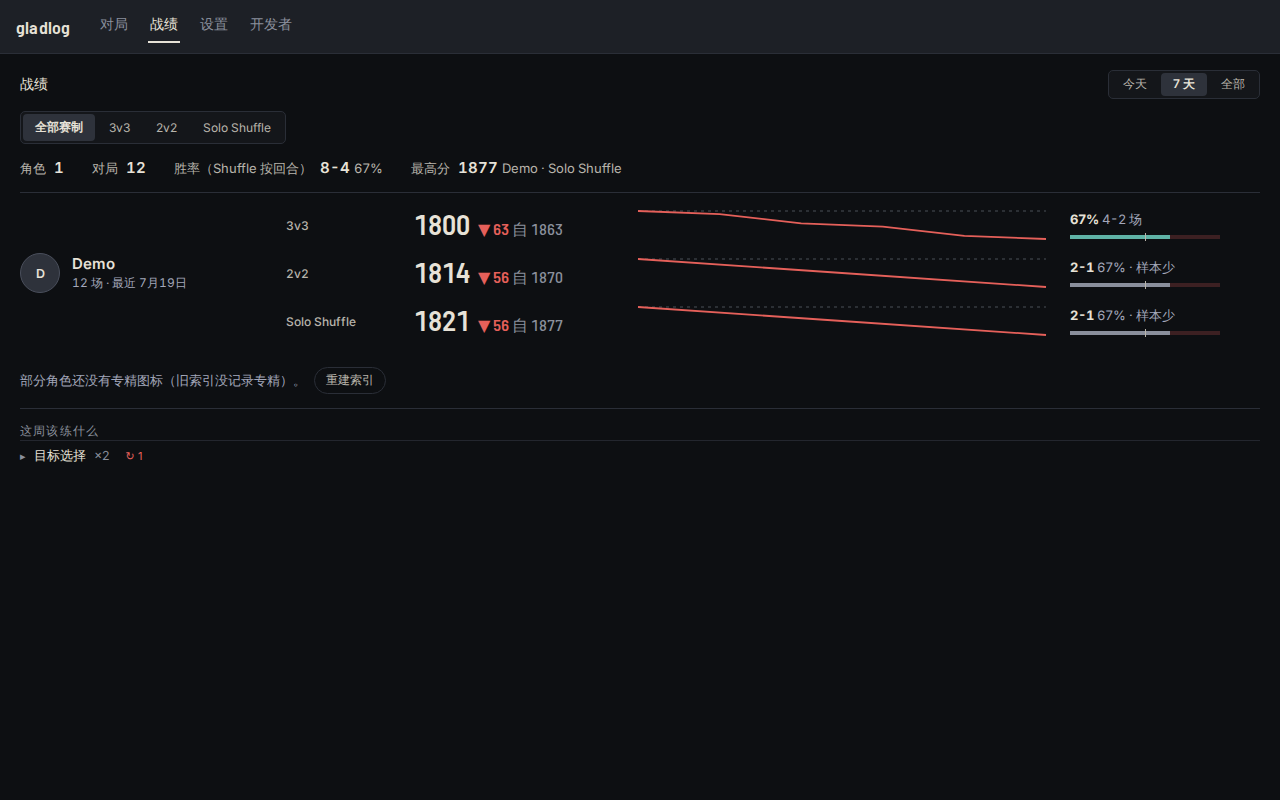 gladlog 对局 战绩 设置 开发者
战绩 今天 7 天 全部
全部赛制 3v3 2v2 Solo Shuffle
角色 1 对局 12 胜率（Shuffle 按回合） 8-4 67% 最高分 1877 Demo · Solo Shuffle
3v3 1800 ▼63 自 1863 67% 4-2 场
D Demo
12 场 · 最近 7月19日
2v2 1814 ▼56 自 1870 2-1 67% · 样本少
Solo Shuffle 1821 ▼56 自 1877 2-1 67% · 样本少
部分角色还没有专精图标（旧索引没记录专精）。 重建索引
这周该练什么
▸ 目标选择 ×2 ↻ 1